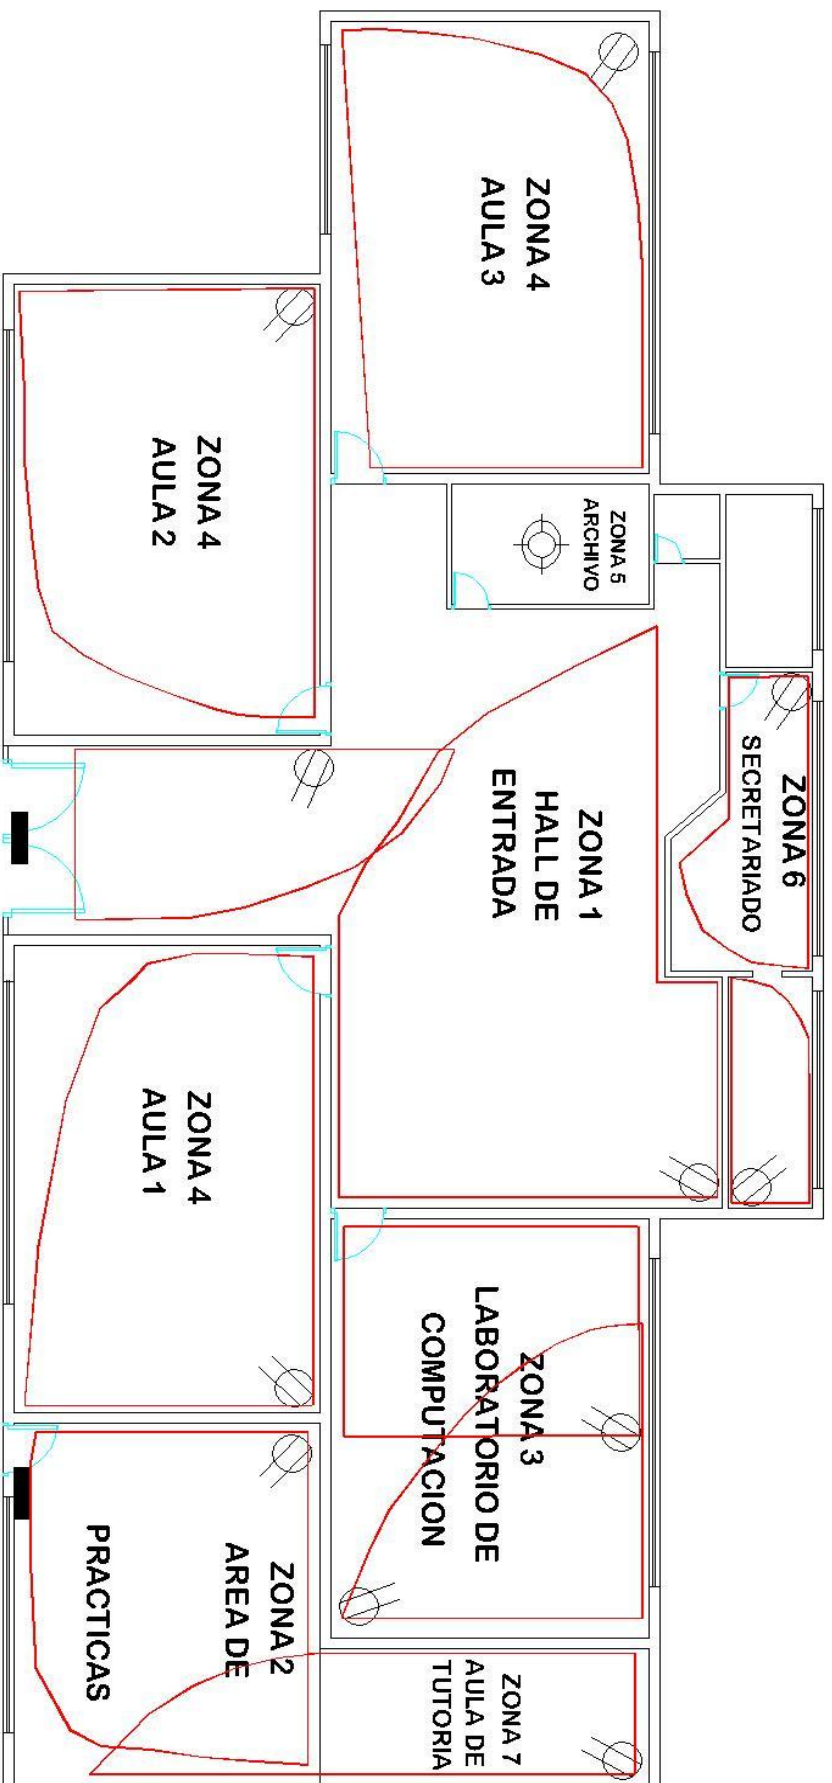 ZONA 4
AULA 3
ZONA 4
AULA 2
ZONA 5
ARCHIVO
ZONA 6
SECRETARIADO
ZONA 1
HALL DE
ENTRADA
ZONA 4
AULA 1
ZONA 3
LABORATORIO DE
COMPUTACION
ZONA 2
AREA DE
PRACTICAS
ZONA 7
AULA DE
TUTORIA